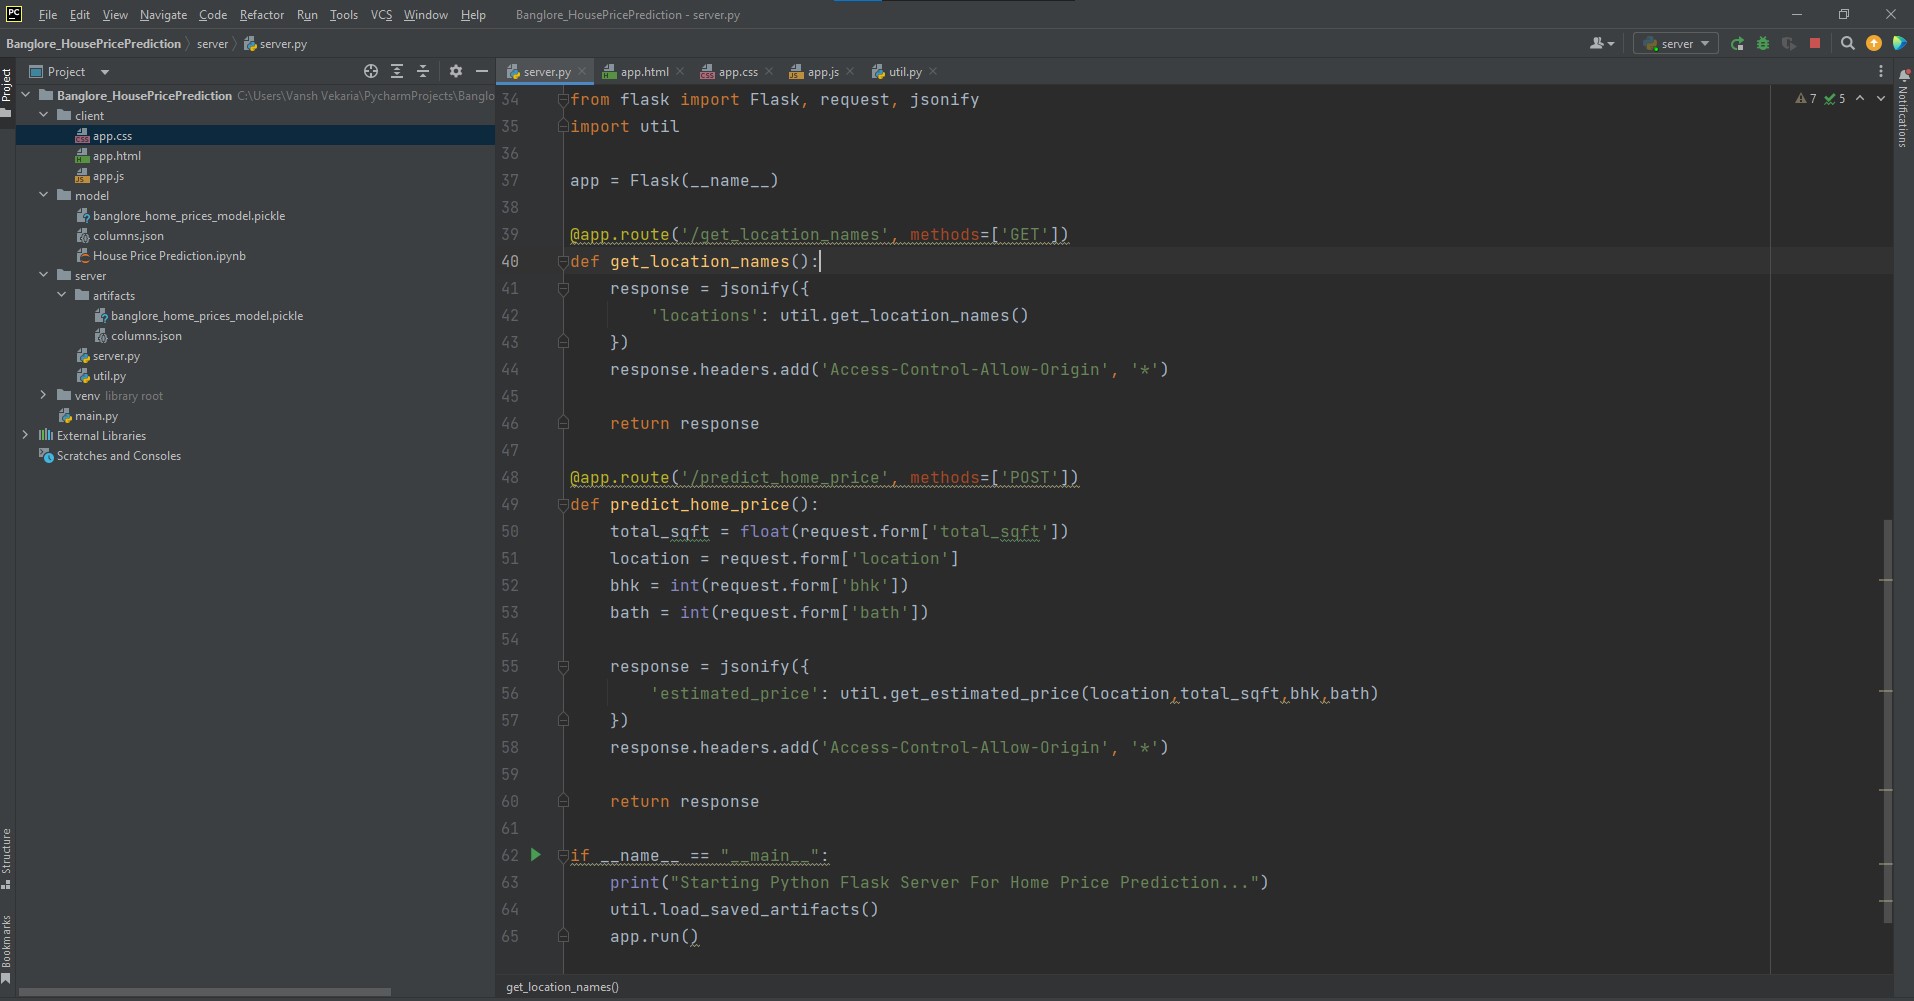 PC File Edit View Navigate Code Refactor Run Tools VCS Window Help Banglore_HousePricePrediction - server.py
Banglore_HousePricePrediction server server.py
server
Project
Project
Banglore_HousePricePrediction C:\Users\Vansh Vekaria\PycharmProjects\Banglo
client
app.css
app.html
app.js
model
banglore_home_prices_model.pickle
columns.json
House Price Prediction.ipynb
server
artifacts
banglore_home_prices_model.pickle
columns.json
server.py
util.py
venv library root
main.py
External Libraries
Scratches and Consoles
Structure
Bookmarks
server.py app.html app.css app.js util.py
7 5
Notifications
34 from flask import Flask, request, jsonify
35 import util
36
37 app = Flask(__name__)
38
39 @app.route('/get_location_names', methods=['GET'])
40 def get_location_names():
41 response = jsonify({
42 'locations': util.get_location_names()
43 })
44 response.headers.add('Access-Control-Allow-Origin', '*')
45
46 return response
47
48 @app.route('/predict_home_price', methods=['POST'])
49 def predict_home_price():
50 total_sqft = float(request.form['total_sqft'])
51 location = request.form['location']
52 bhk = int(request.form['bhk'])
53 bath = int(request.form['bath'])
54
55 response = jsonify({
56 'estimated_price': util.get_estimated_price(location,total_sqft,bhk,bath)
57 })
58 response.headers.add('Access-Control-Allow-Origin', '*')
59
60 return response
61
62 if __name__ == "__main__":
63 print("Starting Python Flask Server For Home Price Prediction...")
64 util.load_saved_artifacts()
65 app.run()
get_location_names()